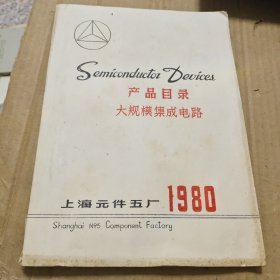 Semiconductor Devices
产品目录
大规模集成电路
上海元件五厂 1980
Shanghai №5 Component Factory